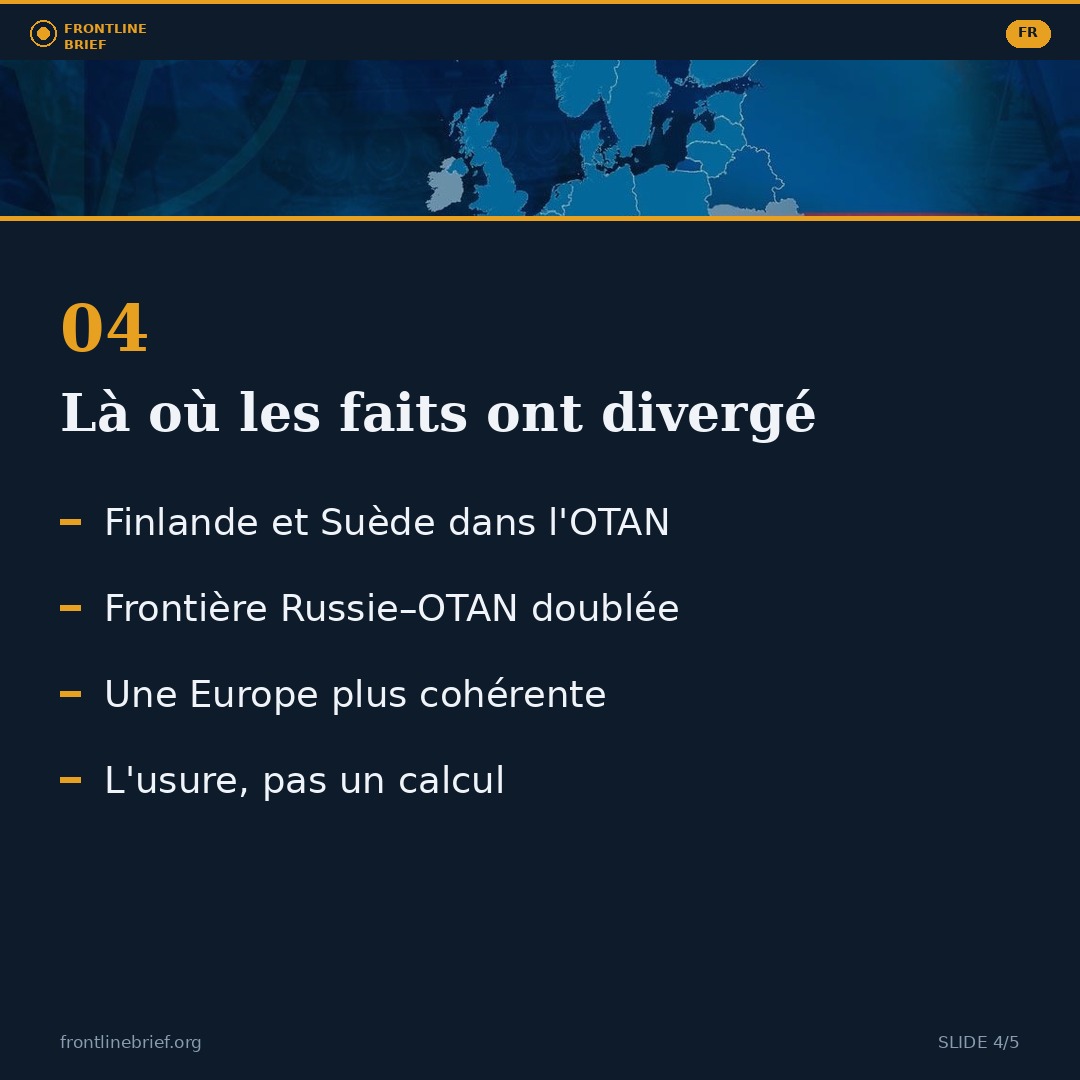 FRONTLINE
BRIEF
FR
04
Là où les faits ont divergé
Finlande et Suède dans l'OTAN
Frontière Russie–OTAN doublée
Une Europe plus cohérente
L'usure, pas un calcul
frontlinebrief.org
SLIDE 4/5